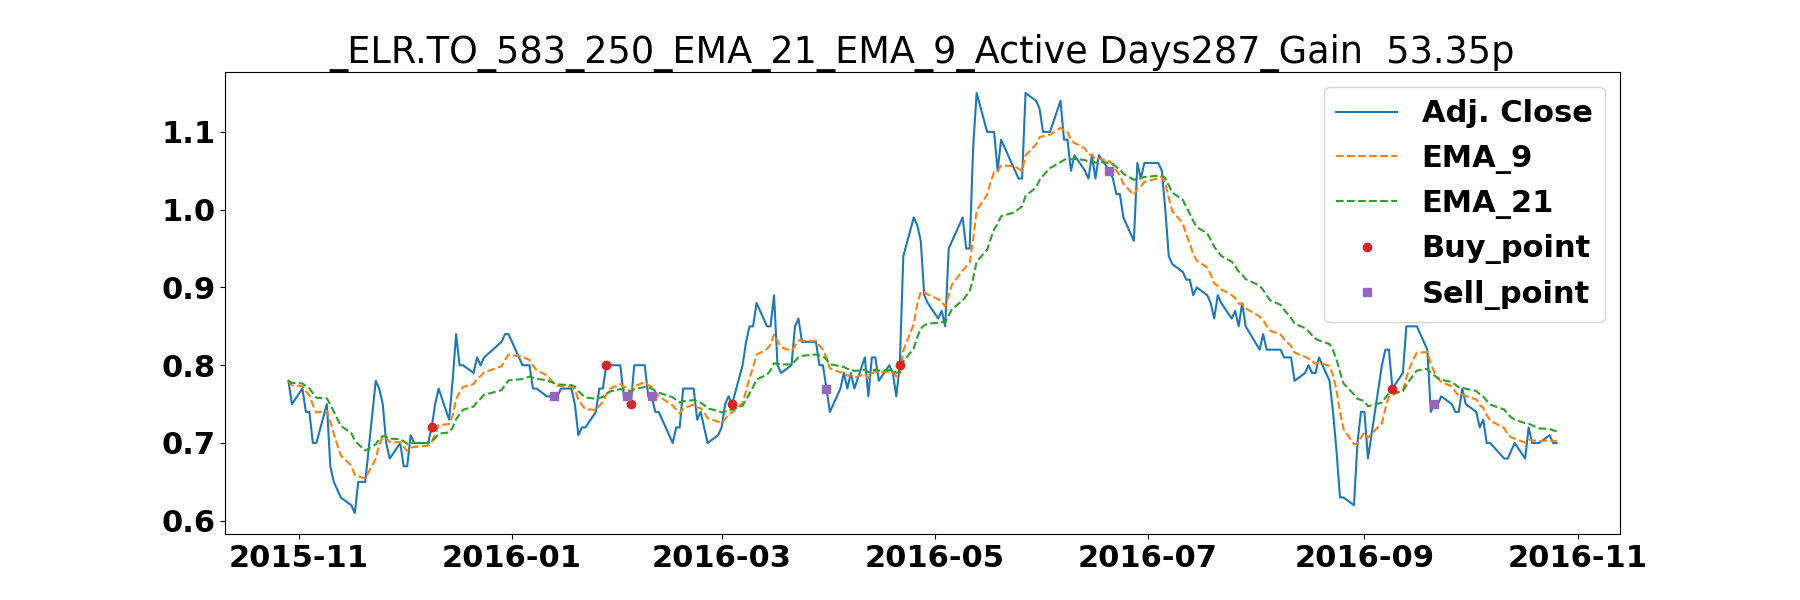 _ELR.TO_583_250_EMA_21_EMA_9_Active Days287_Gain  53.35p
Adj. Close
EMA_9
EMA_21
Buy_point
Sell_point
1.1
1.0
0.9
0.8
0.7
0.6
2015-11 2016-01 2016-03 2016-05 2016-07 2016-09 2016-11